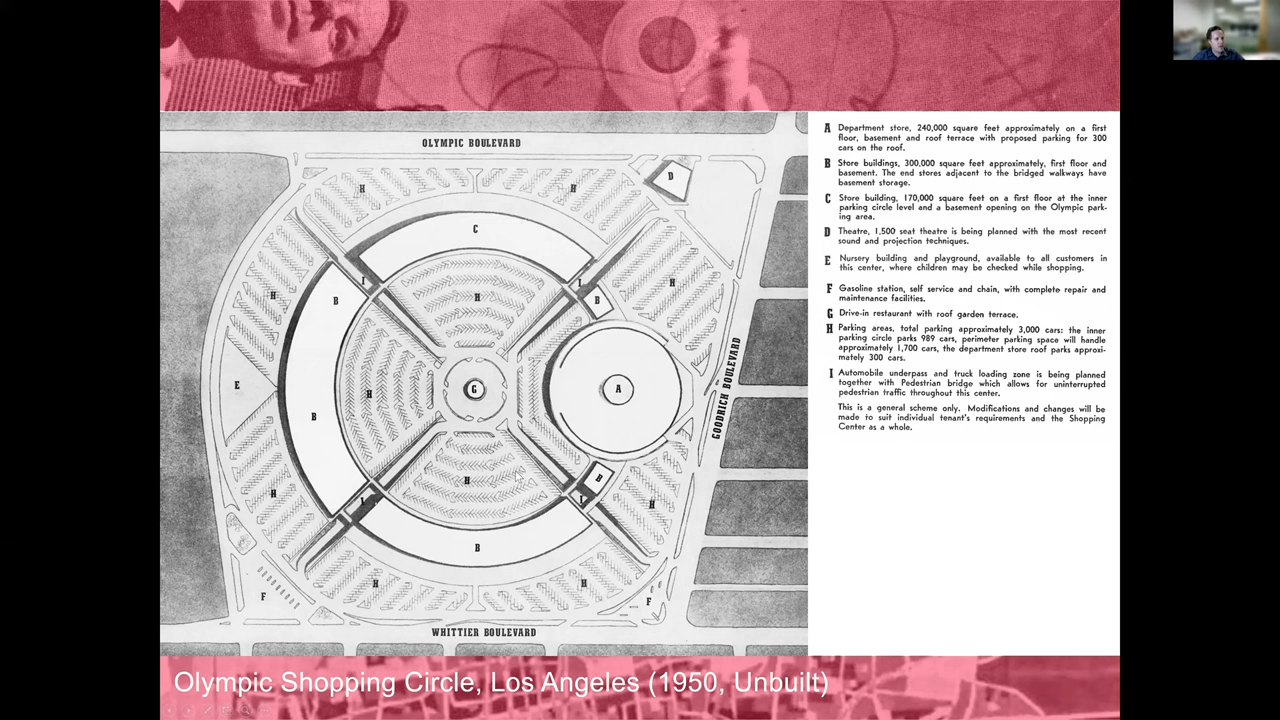 OLYMPIC BOULEVARD
D
H
H
C
I
I
H
H
B
H
B
E
H
G
A
GOODRICH BOULEVARD
B
H
B
I
I
H
H
B
H
H
F
F
WHITTIER BOULEVARD
A Department store, 240,000 square feet approximately on a first
floor, basement and roof terrace with proposed parking for 300
cars on the roof.
B Store buildings, 300,000 square feet approximately, first floor and
basement. The end stores adjacent to the bridged walkways have
basement storage.
C Store building, 170,000 square feet on a first floor at the inner
parking circle level and a basement opening on the Olympic park-
ing area.
D Theatre, 1,500 seat theatre is being planned with the most recent
sound and projection techniques.
E Nursery building and playground, available to all customers in
this center, where children may be checked while shopping.
F Gasoline station, self service and chain, with complete repair and
maintenance facilities.
G Drive-in restaurant with roof garden terrace.
H Parking areas, total parking approximately 3,000 cars: the inner
parking circle parks 989 cars, perimeter parking space will handle
approximately 1,700 cars, the department store roof parks approxi-
mately 300 cars.
I Automobile underpass and truck loading zone is being planned
together with Pedestrian bridge which allows for uninterrupted
pedestrian traffic throughout this center.
This is a general scheme only. Modifications and changes will be
made to suit individual tenant's requirements and the Shopping
Center as a whole.
Olympic Shopping Circle, Los Angeles (1950, Unbuilt)